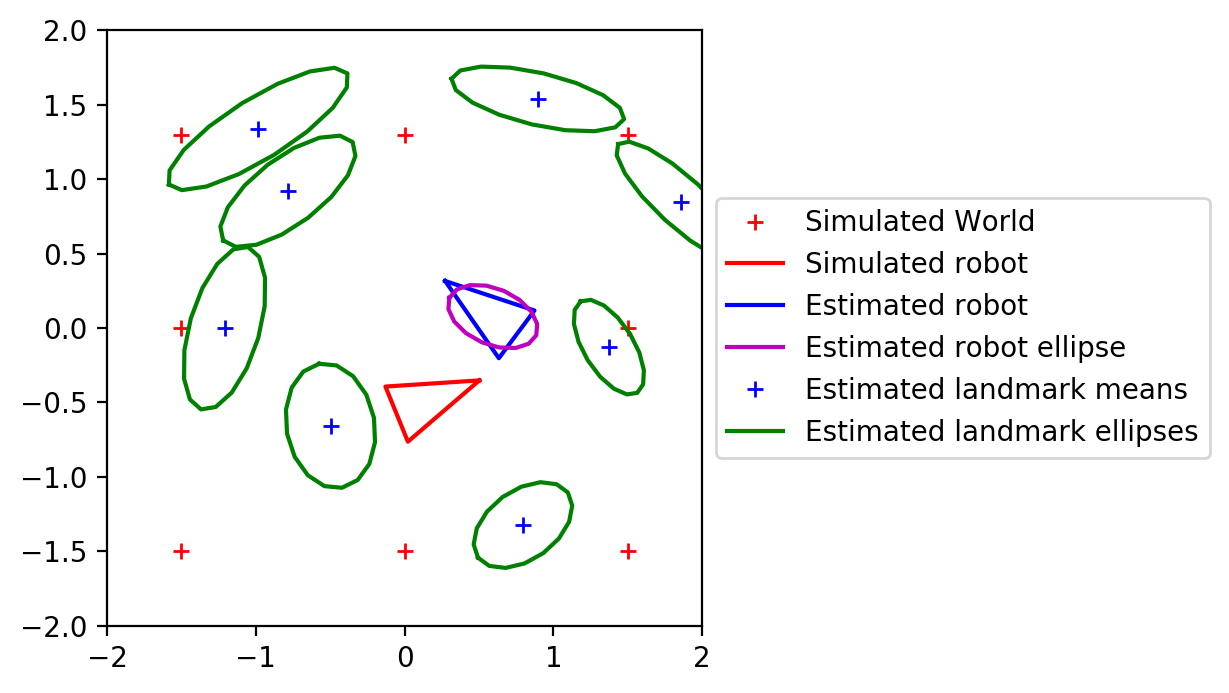 2.0
1.5
1.0
0.5
0.0
−0.5
−1.0
−1.5
−2.0
−2 −1 0 1 2
Simulated World
Simulated robot
Estimated robot
Estimated robot ellipse
Estimated landmark means
Estimated landmark ellipses